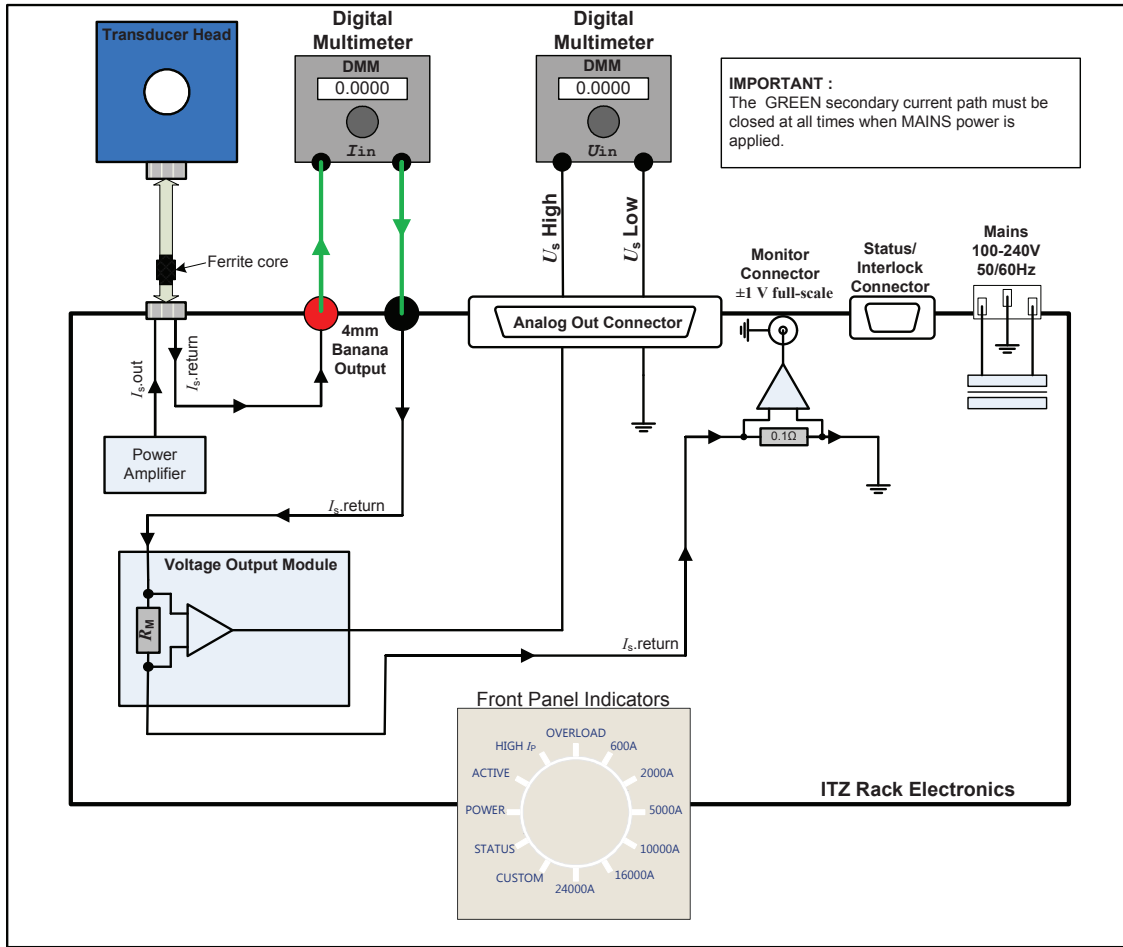 Transducer Head
Digital
Multimeter
DMM
0.0000
Iin
Digital
Multimeter
DMM
0.0000
Uin
IMPORTANT :
The GREEN secondary current path must be
closed at all times when MAINS power is
applied.
Ferrite core
Us High
Us Low
Monitor
Connector
±1 V full-scale
Status/
Interlock
Connector
Mains
100-240V
50/60Hz
Analog Out Connector
4mm
Banana
Output
Is.out
Is.return
Power
Amplifier
0.1Ω
Is.return
Voltage Output Module
RM
Is.return
Front Panel Indicators
OVERLOAD
HIGH IP
600A
ACTIVE
2000A
POWER
5000A
STATUS
10000A
CUSTOM
16000A
24000A
ITZ Rack Electronics